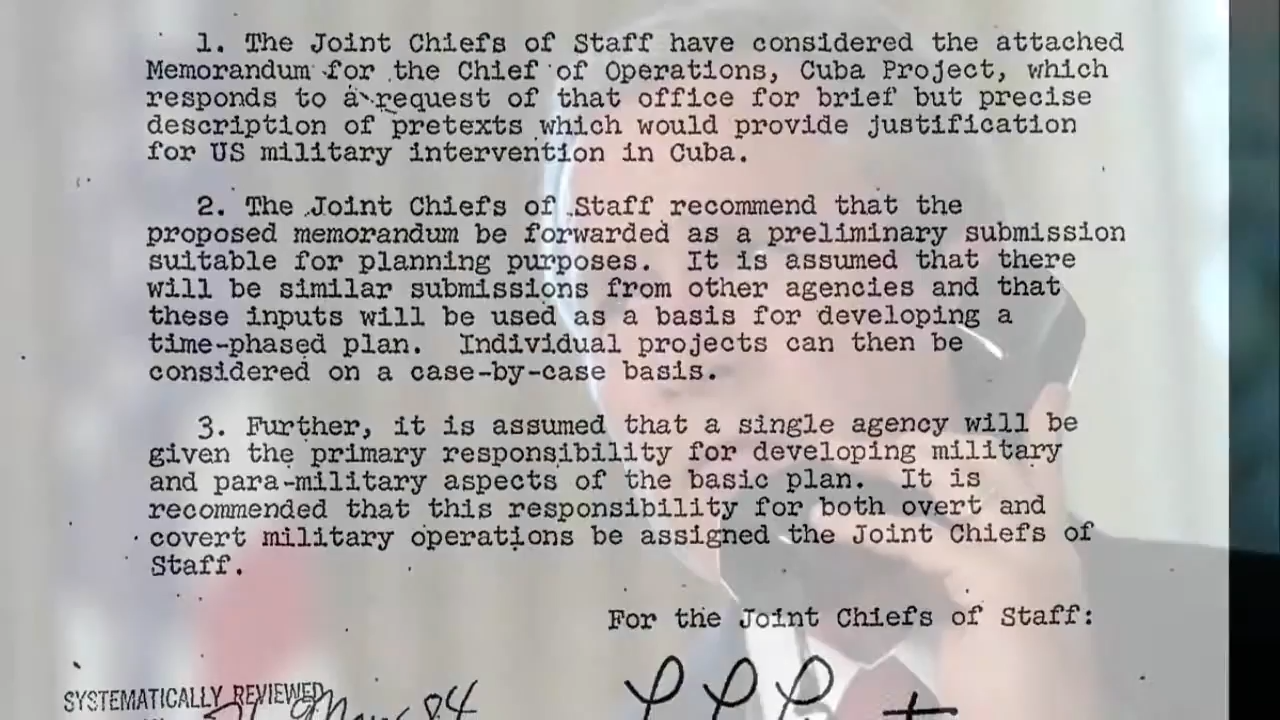 1. The Joint Chiefs of Staff have considered the attached
Memorandum for the Chief of Operations, Cuba Project, which
responds to a request of that office for brief but precise
description of pretexts which would provide justification
for US military intervention in Cuba.
2. The Joint Chiefs of Staff recommend that the
proposed memorandum be forwarded as a preliminary submission
suitable for planning purposes. It is assumed that there
will be similar submissions from other agencies and that
these inputs will be used as a basis for developing a
time-phased plan. Individual projects can then be
considered on a case-by-case basis.
3. Further, it is assumed that a single agency will be
given the primary responsibility for developing military
and para-military aspects of the basic plan. It is
recommended that this responsibility for both overt and
covert military operations be assigned the Joint Chiefs of
Staff.
For the Joint Chiefs of Staff:
SYSTEMATICALLY REVIEWED
21 May 84